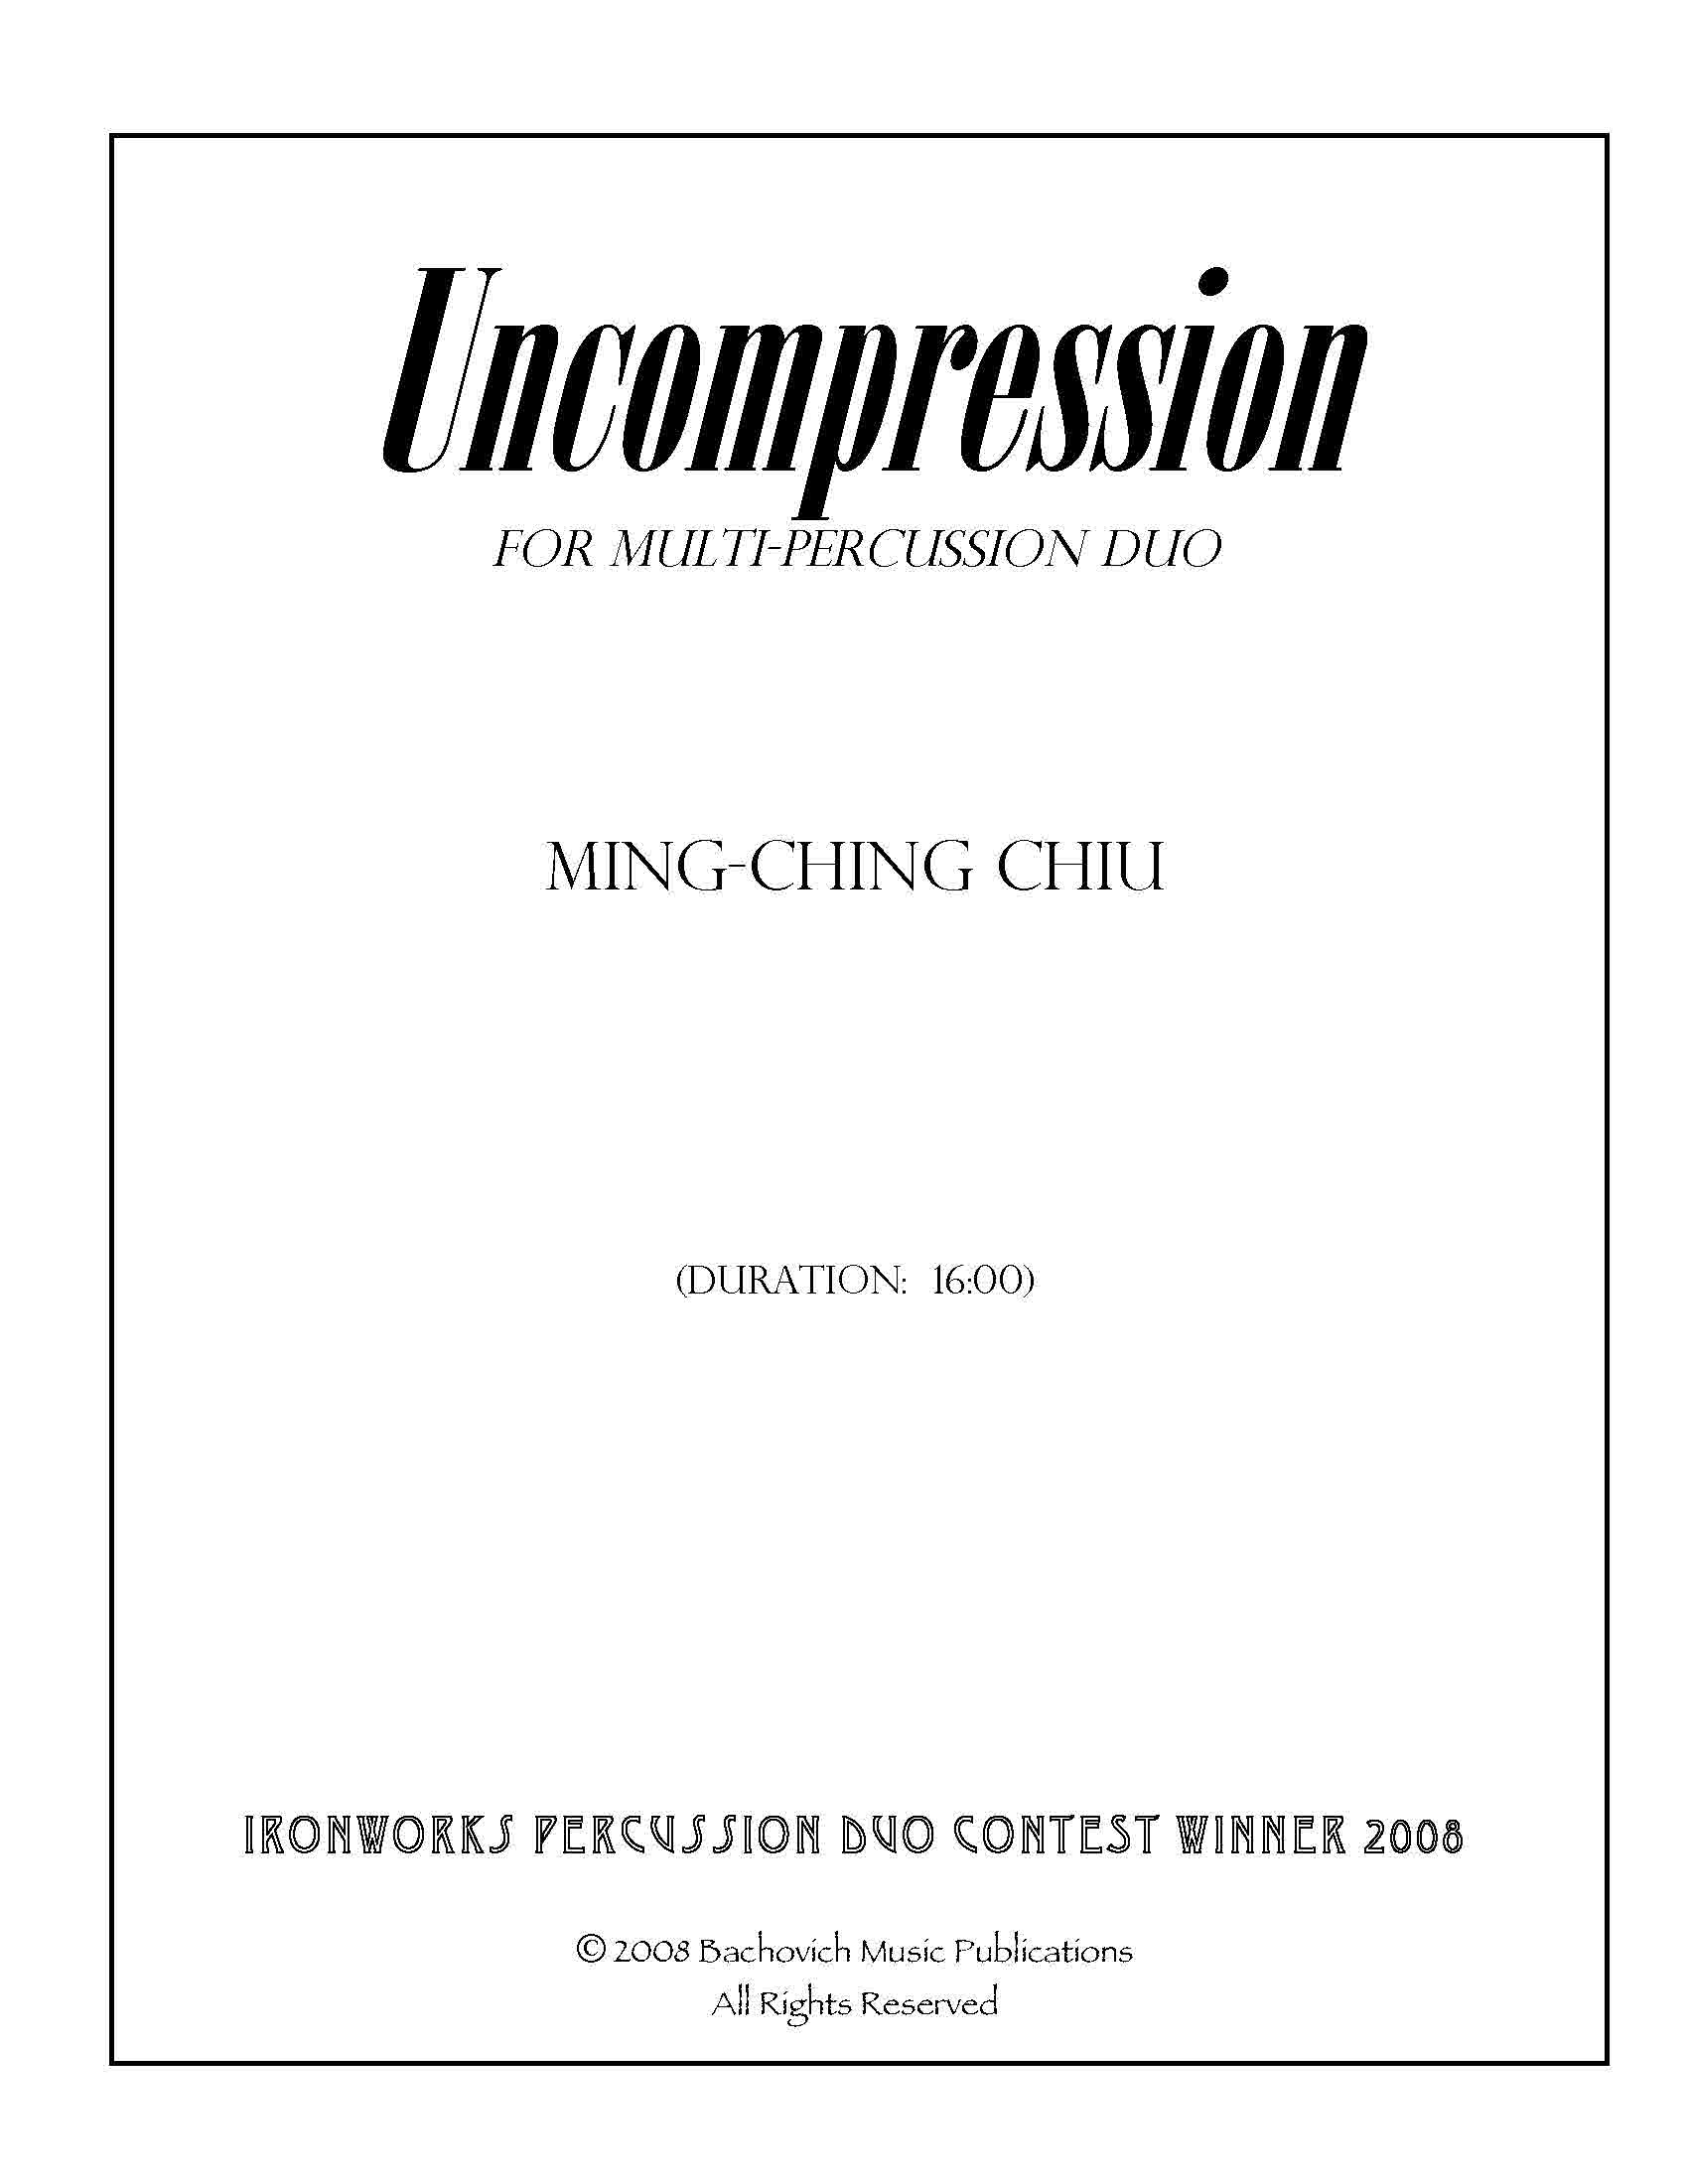 Uncompression
FOR MULTI-PERCUSSION DUO
MING-CHING CHIU
(DURATION: 16:00)
IRONWORKS PERCUSSION DUO CONTEST WINNER 2008
© 2008 Bachovich Music Publications
All Rights Reserved